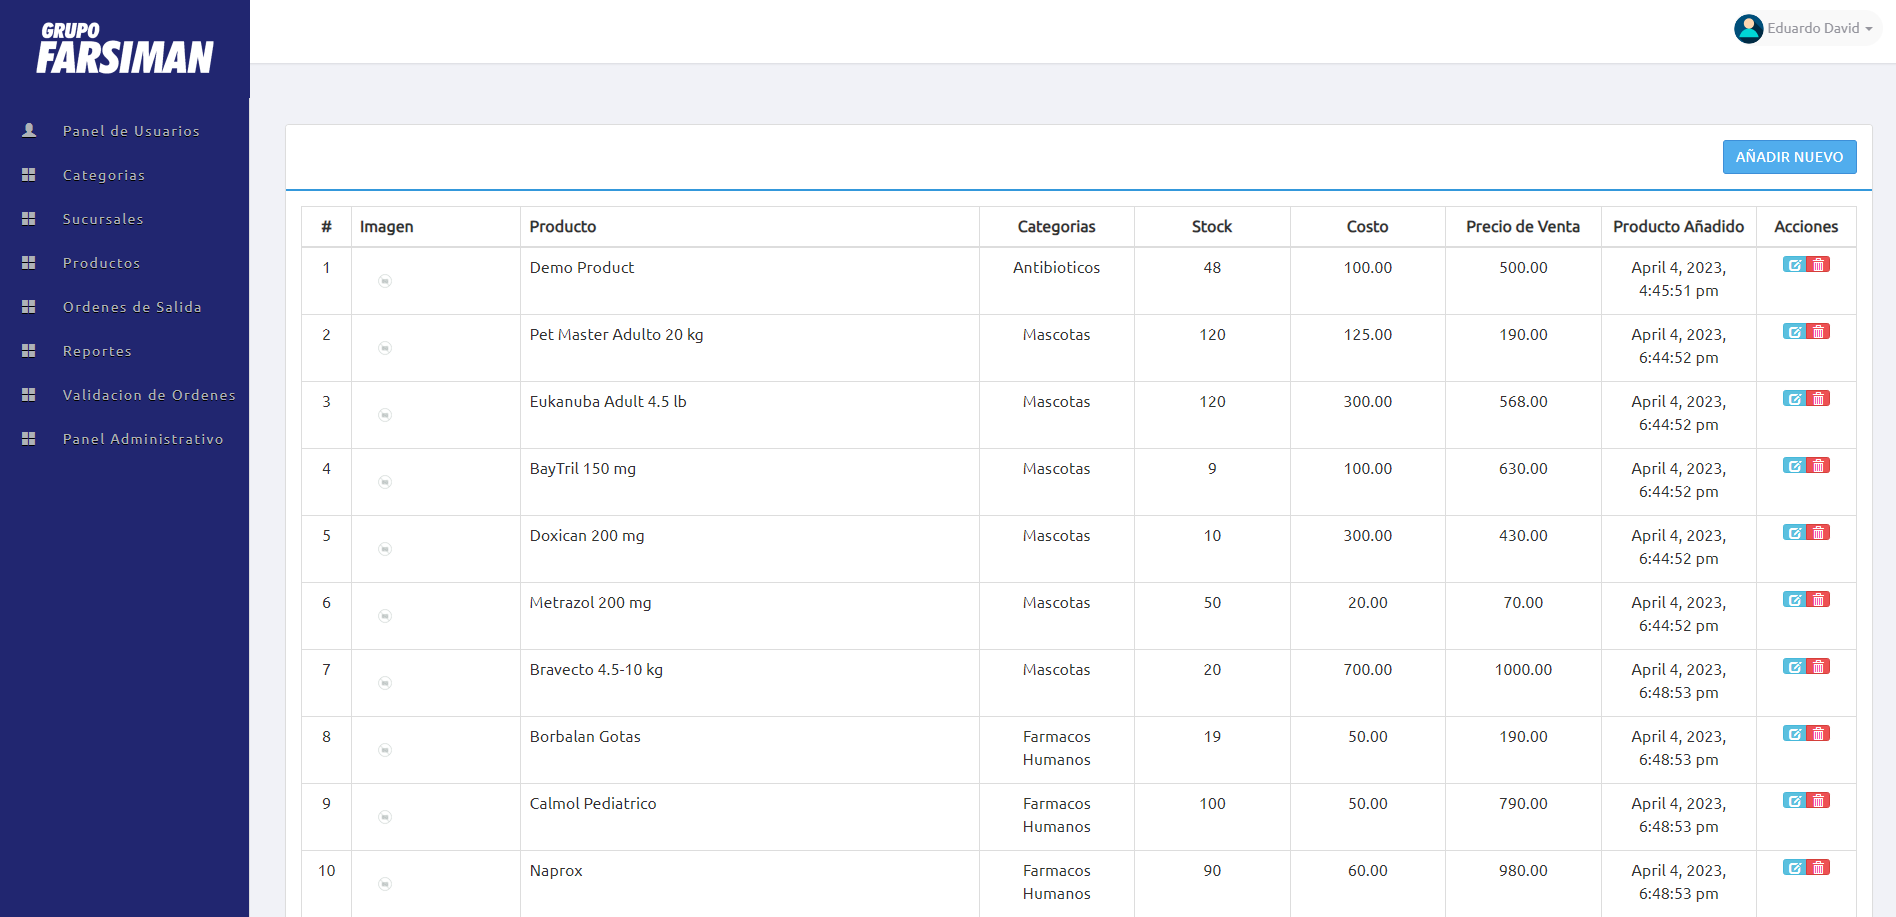 GRUPO
FARSIMAN
Eduardo David
Panel de Usuarios
Categorias
Sucursales
Productos
Ordenes de Salida
Reportes
Validacion de Ordenes
Panel Administrativo
AÑADIR NUEVO
# Imagen Producto Categorias Stock Costo Precio de Venta Producto Añadido Acciones
1 Demo Product Antibioticos 48 100.00 500.00 April 4, 2023,
4:45:51 pm
2 Pet Master Adulto 20 kg Mascotas 120 125.00 190.00 April 4, 2023,
6:44:52 pm
3 Eukanuba Adult 4.5 lb Mascotas 120 300.00 568.00 April 4, 2023,
6:44:52 pm
4 BayTril 150 mg Mascotas 9 100.00 630.00 April 4, 2023,
6:44:52 pm
5 Doxican 200 mg Mascotas 10 300.00 430.00 April 4, 2023,
6:44:52 pm
6 Metrazol 200 mg Mascotas 50 20.00 70.00 April 4, 2023,
6:44:52 pm
7 Bravecto 4.5-10 kg Mascotas 20 700.00 1000.00 April 4, 2023,
6:48:53 pm
8 Borbalan Gotas Farmacos 19 50.00 190.00 April 4, 2023,
Humanos 6:48:53 pm
9 Calmol Pediatrico Farmacos 100 50.00 790.00 April 4, 2023,
Humanos 6:48:53 pm
10 Naprox Farmacos 90 60.00 980.00 April 4, 2023,
Humanos 6:48:53 pm